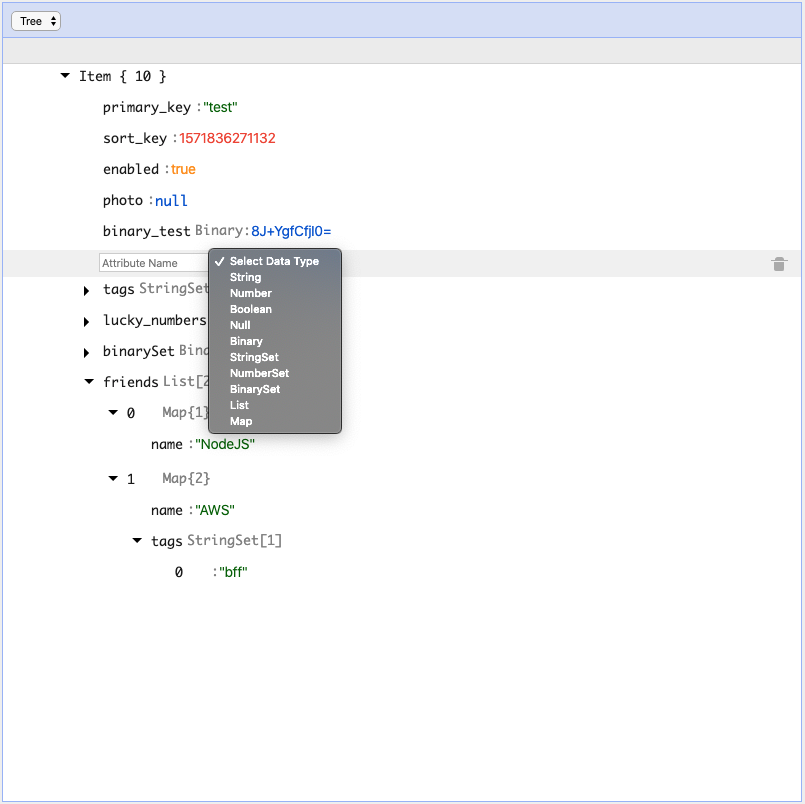 Tree
Item { 10 }
primary_key :"test"
sort_key :1571836271132
enabled :true
photo :null
binary_test Binary:8J+YgfCfjI0=
Attribute Name
✓ Select Data Type
String
Number
Boolean
Null
Binary
StringSet
NumberSet
BinarySet
List
Map
tags StringSet
lucky_numbers
binarySet Bina
friends List[2
0 Map{1}
name :"NodeJS"
1 Map{2}
name :"AWS"
tags StringSet[1]
0 :"bff"